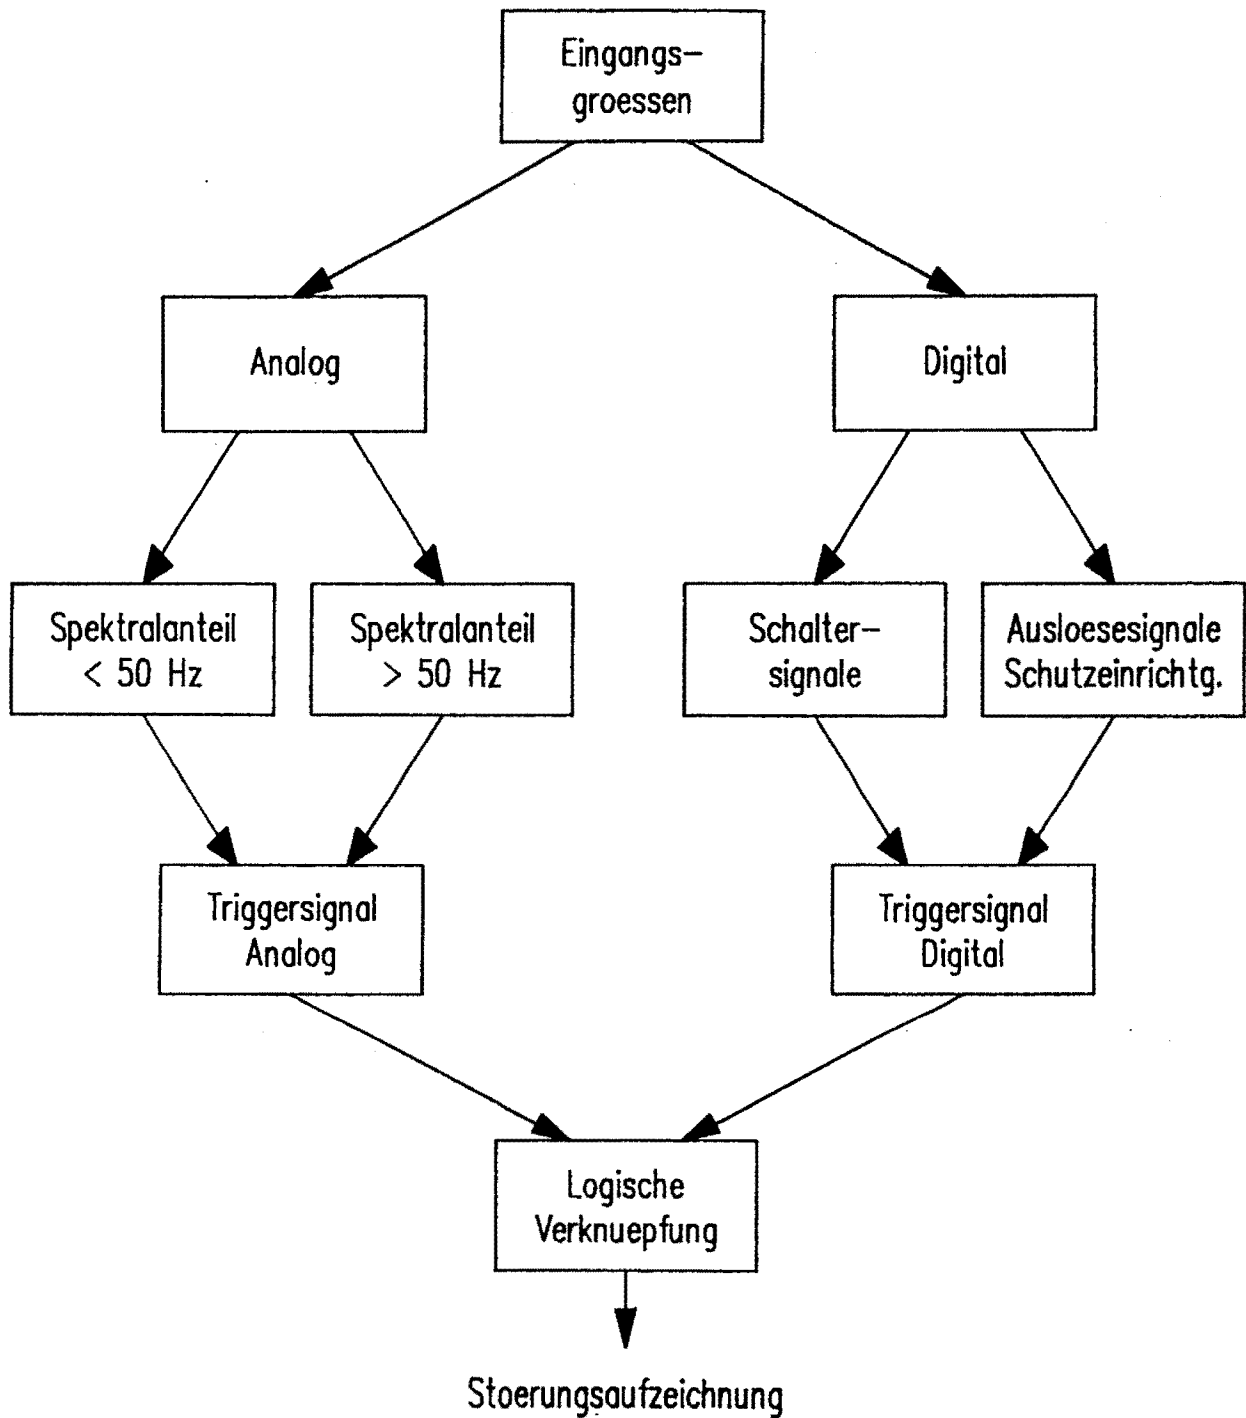 Eingangs-
groessen
Analog
Digital
Spektralanteil
< 50 Hz
Spektralanteil
> 50 Hz
Schalter-
signale
Ausloesesignale
Schutzeinrichtg.
Triggersignal
Analog
Triggersignal
Digital
Logische
Verknuepfung
Stoerungsaufzeichnung